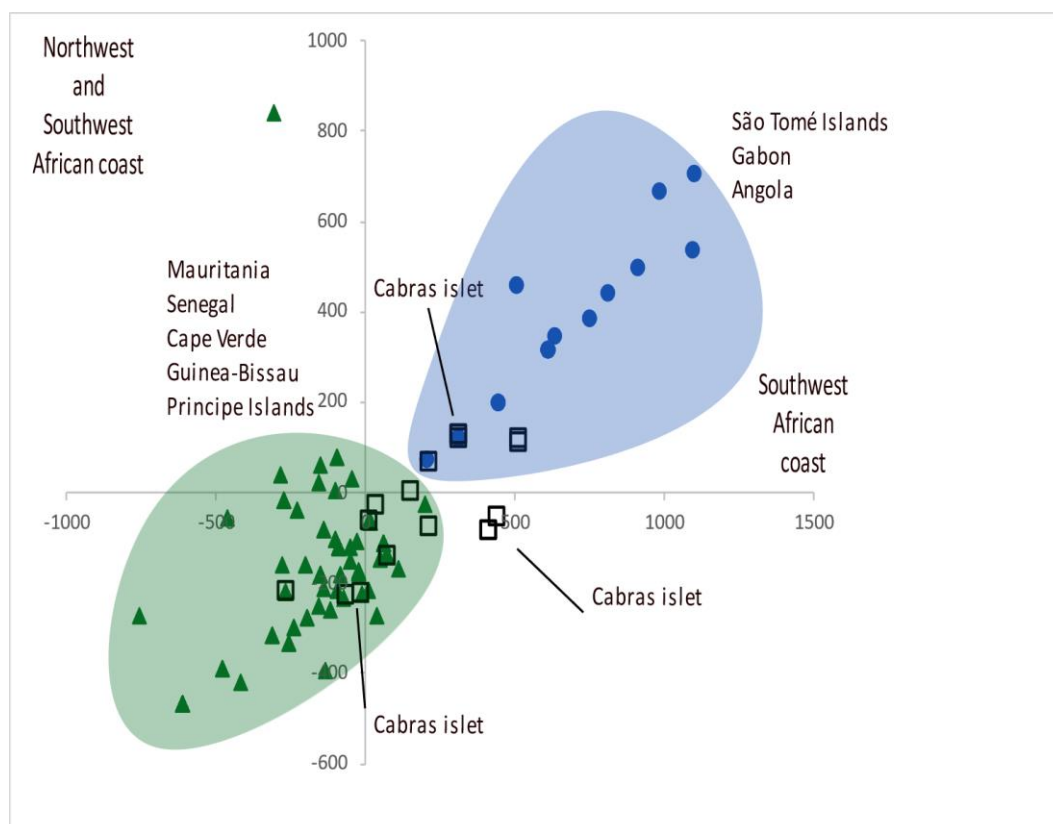 1000
Northwest
and
Southwest
African coast
800
São Tomé Islands
Gabon
Angola
600
Mauritania
Senegal
Cape Verde
Guinea-Bissau
Principe Islands
Cabras islet
400
200
Southwest
African
coast
-1000
-500
500
1000
1500
Cabras islet
-400
Cabras islet
-600